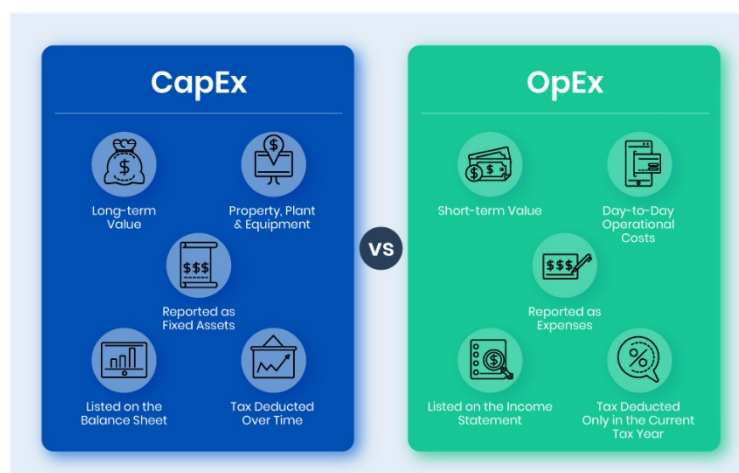 CapEx
Long-term
Value
Property, Plant
& Equipment
$
$
$$$
Reported as
Fixed Assets
Listed on the
Balance Sheet
Tax Deducted
Over Time
VS
OpEx
$ $
Short-term Value
Day-to-Day
Operational
Costs
$$$
Reported as
Expenses
$
Listed on the Income
Statement
%
Tax Deducted
Only in the Current
Tax Year